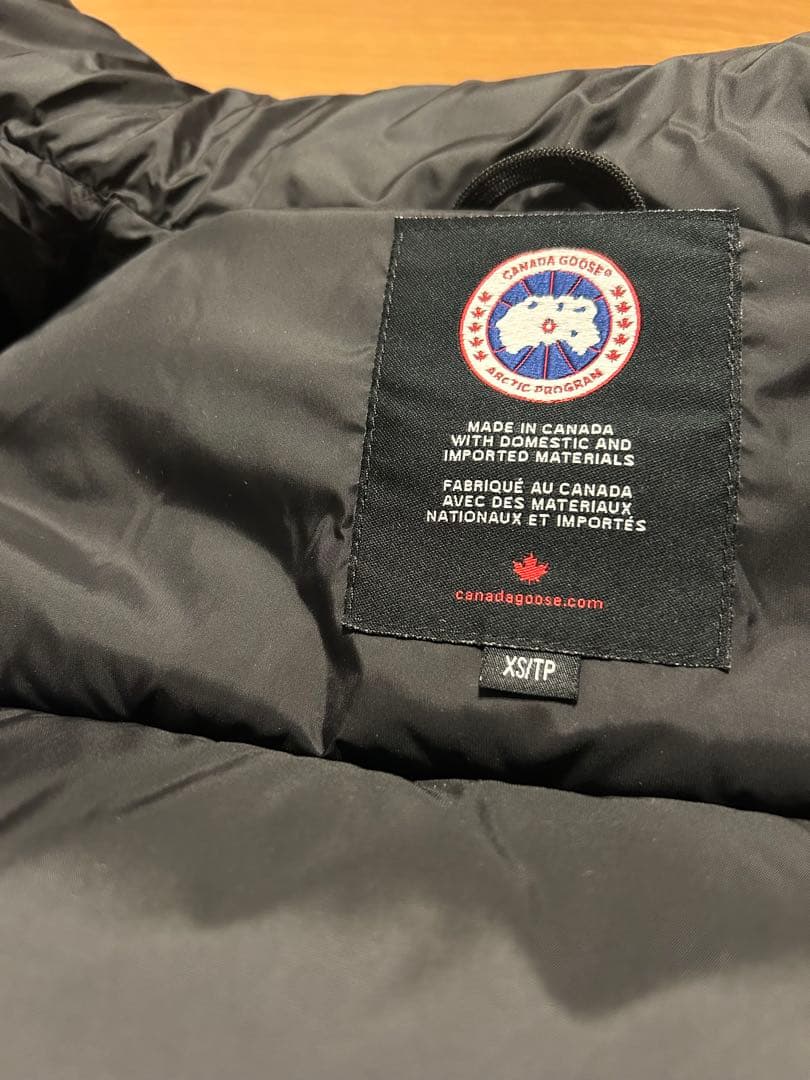 CANADA GOOSE®
ARCTIC PROGRAM
MADE IN CANADA
WITH DOMESTIC AND
IMPORTED MATERIALS
FABRIQUÉ AU CANADA
AVEC DES MATÉRIAUX
NATIONAUX ET IMPORTÉS
canadagoose.com
XS/TP